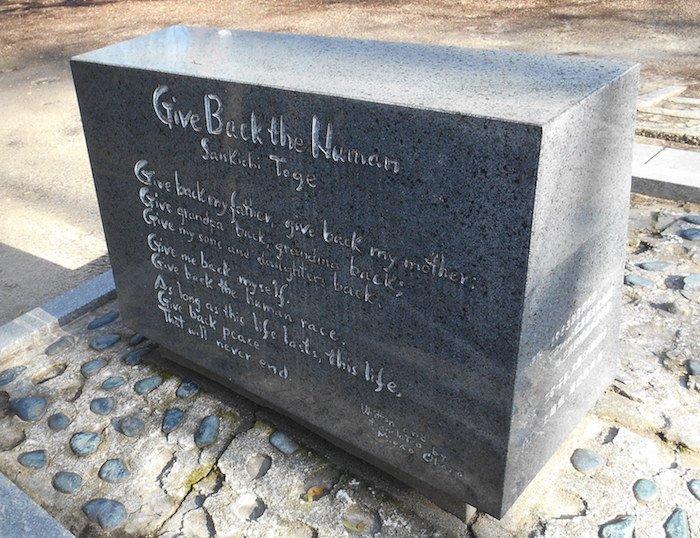 Give Back the Human
Sankichi Toge
Give back my father, give back my mother;
Give grandpa back, grandma back;
Give my sons and daughters back;
Give me back myself.
Give back the human race.
As long as this life lasts, this life,
Give back peace
That will never end.